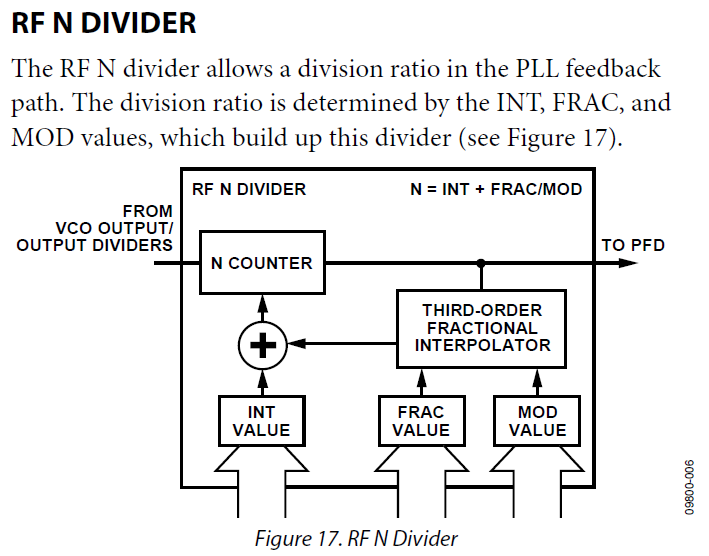 RF N DIVIDER
The RF N divider allows a division ratio in the PLL feedback
path. The division ratio is determined by the INT, FRAC, and
MOD values, which build up this divider (see Figure 17).
RF N DIVIDER
N = INT + FRAC/MOD
FROM
VCO OUTPUT/
OUTPUT DIVIDERS
TO PFD
N COUNTER
THIRD-ORDER
FRACTIONAL
INTERPOLATOR
+
INT
VALUE
FRAC
VALUE
MOD
VALUE
09800-006
Figure 17. RF N Divider